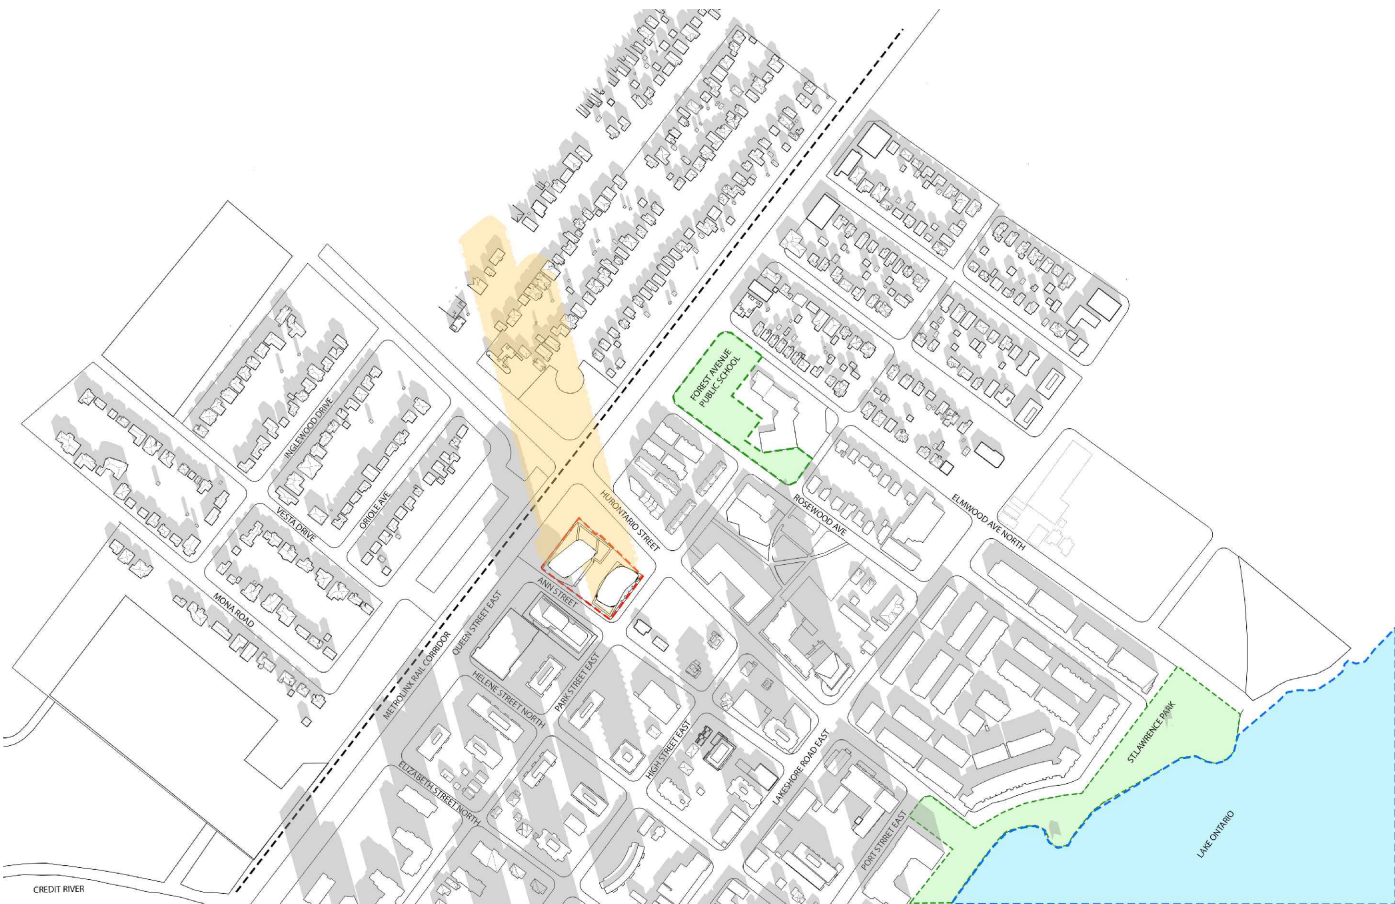 FOREST AVENUE
PUBLIC SCHOOL
INGLEWOOD DRIVE
ORIOLE AVE
VESTA DRIVE
MONA ROAD
HURONTARIO STREET
ROSEWOOD AVE
ELMWOOD AVE NORTH
ANN STREET
QUEEN STREET EAST
METROLINX RAIL CORRIDOR
HELENE STREET NORTH
PARK STREET EAST
HIGH STREET EAST
ELIZABETH STREET NORTH
LAKESHORE ROAD EAST
PORT STRRET EAST
ST.LAWRENCE PARK
LAKE ONTARIO
CREDIT RIVER